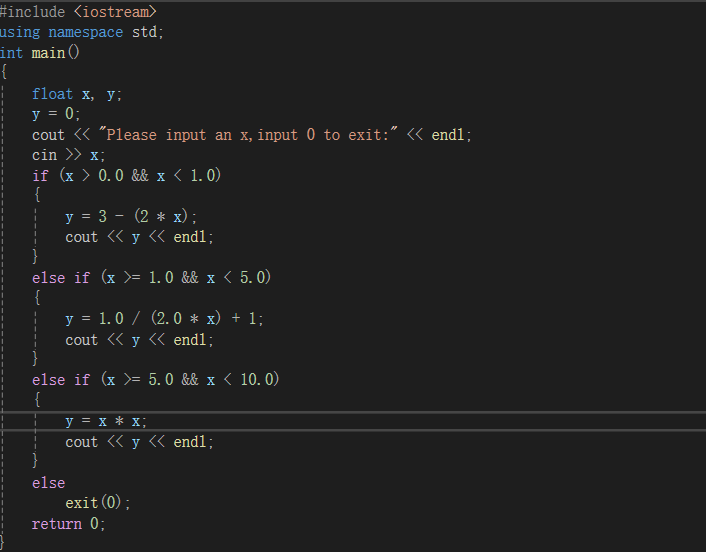 #include <iostream>
using namespace std;
int main()
{
float x, y;
y = 0;
cout << "Please input an x,input 0 to exit:" << endl;
cin >> x;
if (x > 0.0 && x < 1.0)
{
y = 3 - (2 * x);
cout << y << endl;
}
else if (x >= 1.0 && x < 5.0)
{
y = 1.0 / (2.0 * x) + 1;
cout << y << endl;
}
else if (x >= 5.0 && x < 10.0)
{
y = x * x;
cout << y << endl;
}
else
exit(0);
return 0;
}